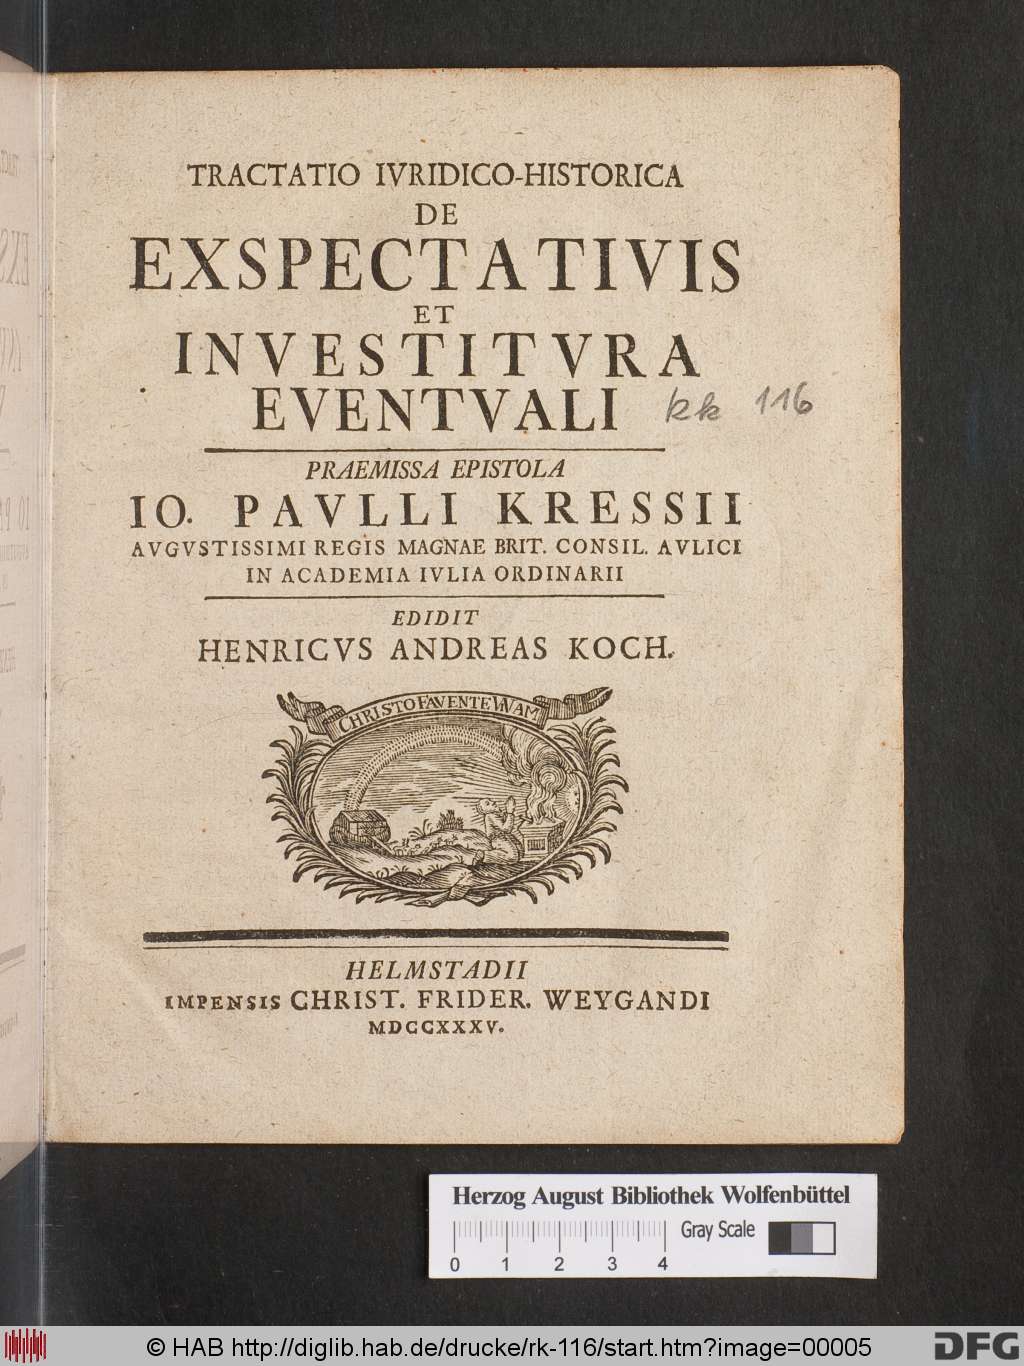 TRACTATIO IVRIDICO-HISTORICA
DE
EXSPECTATIVIS
ET
INVESTITVRA
EVENTVALI
Rk 116
PRAEMISSA EPISTOLA
IO. PAVLLI KRESSII
AVGVSTISSIMI REGIS MAGNAE BRIT. CONSIL. AVLICI
IN ACADEMIA IVLIA ORDINARII
EDIDIT
HENRICVS ANDREAS KOCH.
CHRISTO FAVENTE VIVAM
HELMSTADII
IMPENSIS CHRIST. FRIDER. WEYGANDI
MDCCXXXV.
Herzog August Bibliothek Wolfenbüttel
Gray Scale
0 1 2 3 4
© HAB http://diglib.hab.de/drucke/rk-116/start.htm?image=00005
DFG